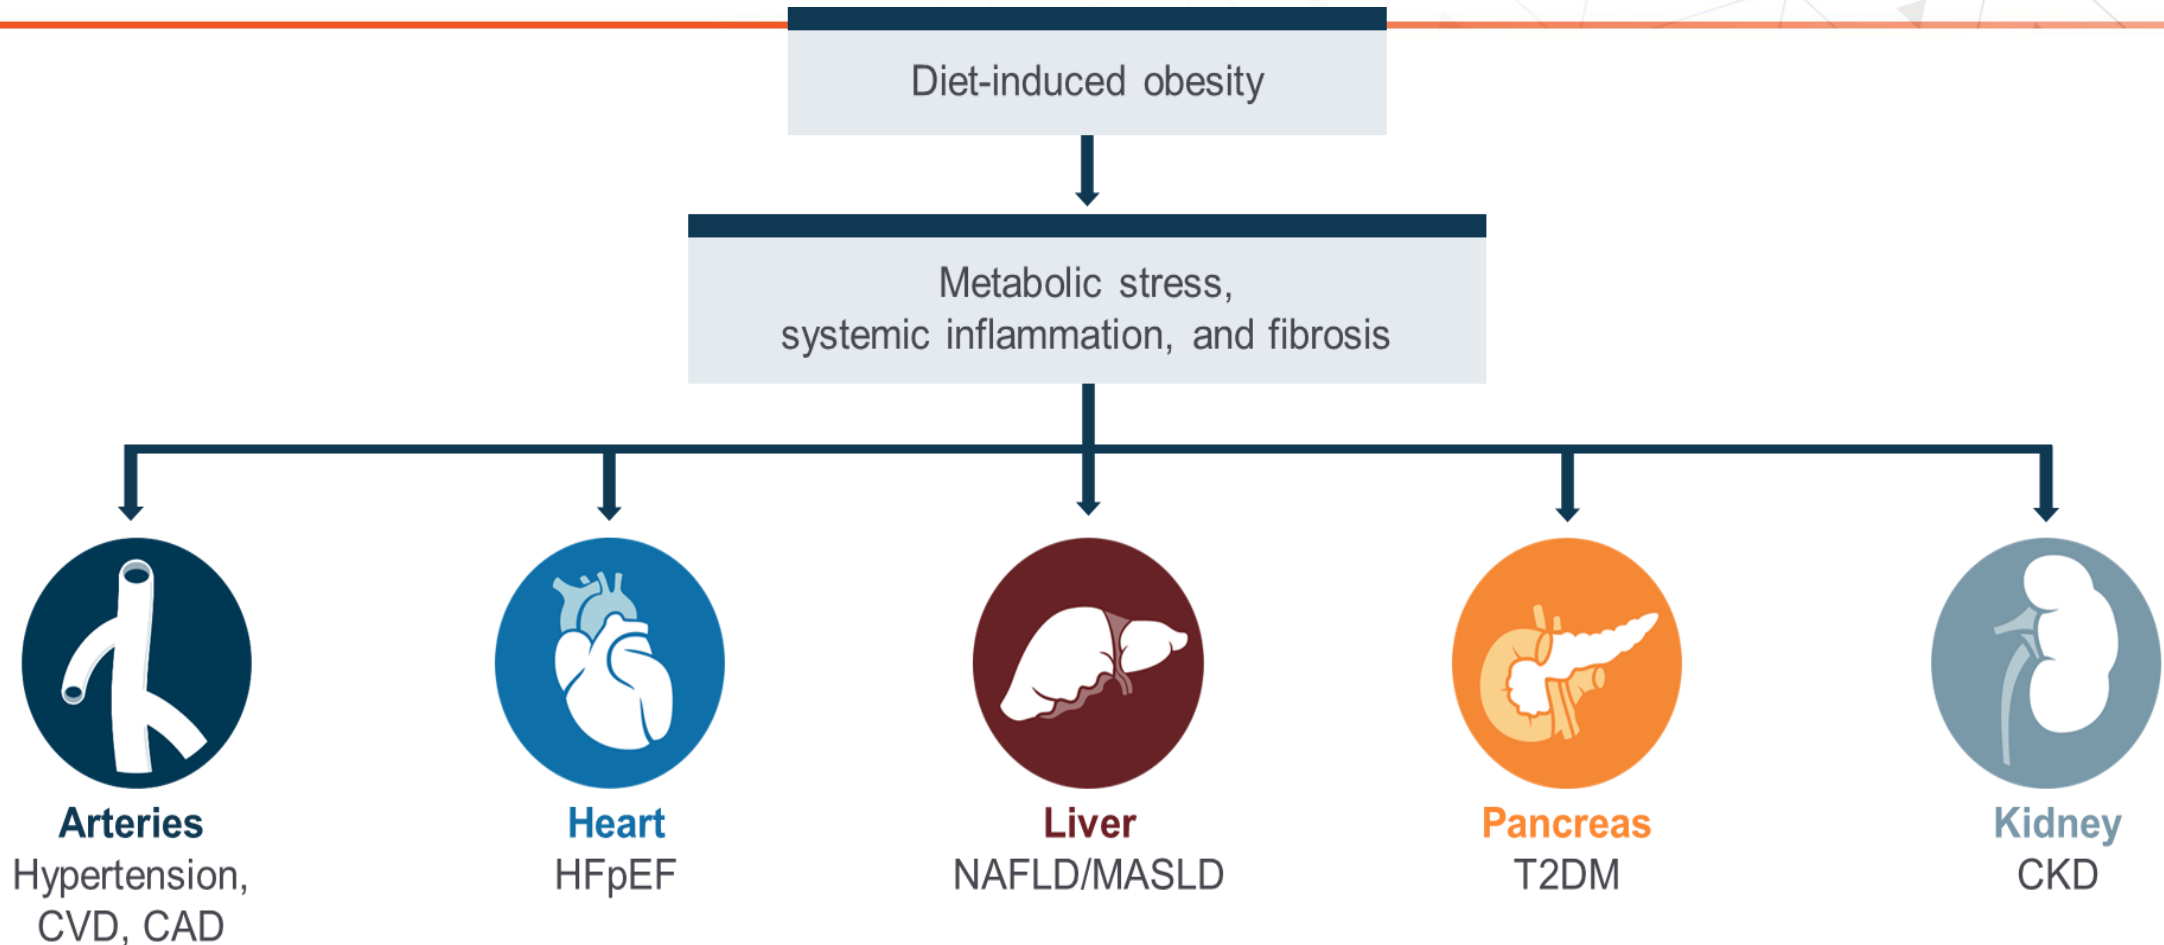 Diet-induced obesity
Metabolic stress,
systemic inflammation, and fibrosis
Arteries
Hypertension,
CVD, CAD
Heart
HFpEF
Liver
NAFLD/MASLD
Pancreas
T2DM
Kidney
CKD